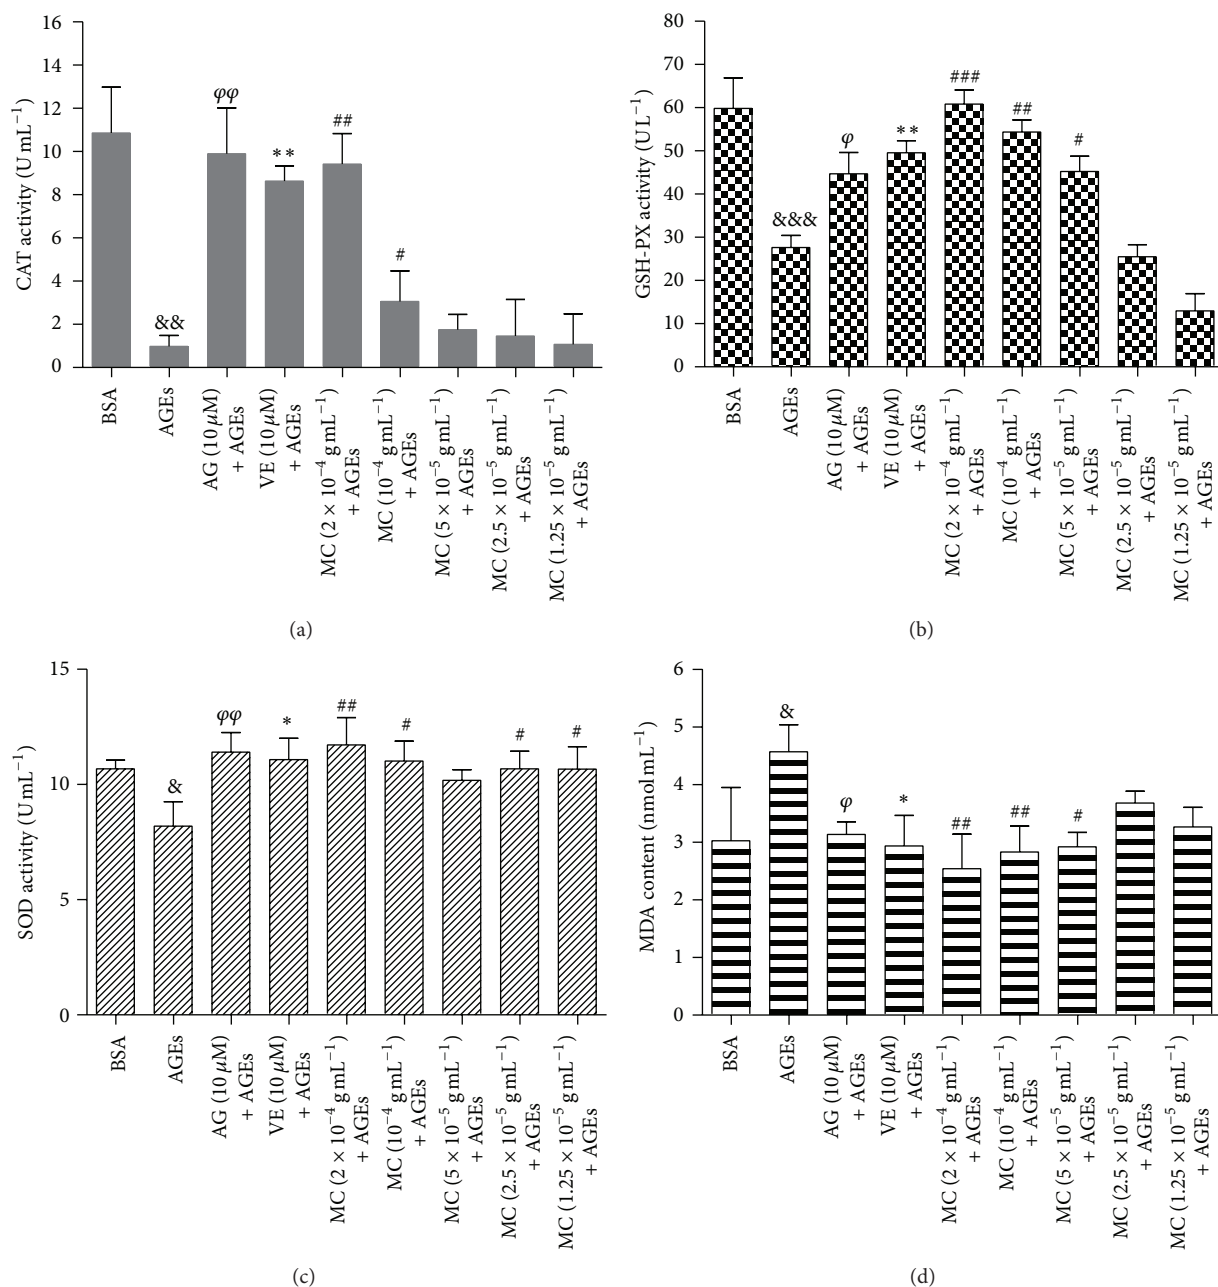 16
14
12
10
8
6
4
2
0
CAT activity (U mL⁻¹)
&&
φφ
**
##
#
BSA
AGEs
AG (10 μM)
+ AGEs
VE (10 μM)
+ AGEs
MC (2 × 10⁻⁴ g mL⁻¹)
+ AGEs
MC (10⁻⁴ g mL⁻¹)
+ AGEs
MC (5 × 10⁻⁵ g mL⁻¹)
+ AGEs
MC (2.5 × 10⁻⁵ g mL⁻¹)
+ AGEs
MC (1.25 × 10⁻⁵ g mL⁻¹)
+ AGEs
(a)
80
70
60
50
40
30
20
10
0
GSH-PX activity (U L⁻¹)
&&&
φ
**
###
##
#
BSA
AGEs
AG (10 μM)
+ AGEs
VE (10 μM)
+ AGEs
MC (2 × 10⁻⁴ g mL⁻¹)
+ AGEs
MC (10⁻⁴ g mL⁻¹)
+ AGEs
MC (5 × 10⁻⁵ g mL⁻¹)
+ AGEs
MC (2.5 × 10⁻⁵ g mL⁻¹)
+ AGEs
MC (1.25 × 10⁻⁵ g mL⁻¹)
+ AGEs
(b)
15
10
5
0
SOD activity (U mL⁻¹)
&
φφ
*
##
#
#
#
BSA
AGEs
AG (10 μM)
+ AGEs
VE (10 μM)
+ AGEs
MC (2 × 10⁻⁴ g mL⁻¹)
+ AGEs
MC (10⁻⁴ g mL⁻¹)
+ AGEs
MC (5 × 10⁻⁵ g mL⁻¹)
+ AGEs
MC (2.5 × 10⁻⁵ g mL⁻¹)
+ AGEs
MC (1.25 × 10⁻⁵ g mL⁻¹)
+ AGEs
(c)
6
5
4
3
2
1
0
MDA content (nmol mL⁻¹)
&
φ
*
##
##
#
BSA
AGEs
AG (10 μM)
+ AGEs
VE (10 μM)
+ AGEs
MC (2 × 10⁻⁴ g mL⁻¹)
+ AGEs
MC (10⁻⁴ g mL⁻¹)
+ AGEs
MC (5 × 10⁻⁵ g mL⁻¹)
+ AGEs
MC (2.5 × 10⁻⁵ g mL⁻¹)
+ AGEs
MC (1.25 × 10⁻⁵ g mL⁻¹)
+ AGEs
(d)